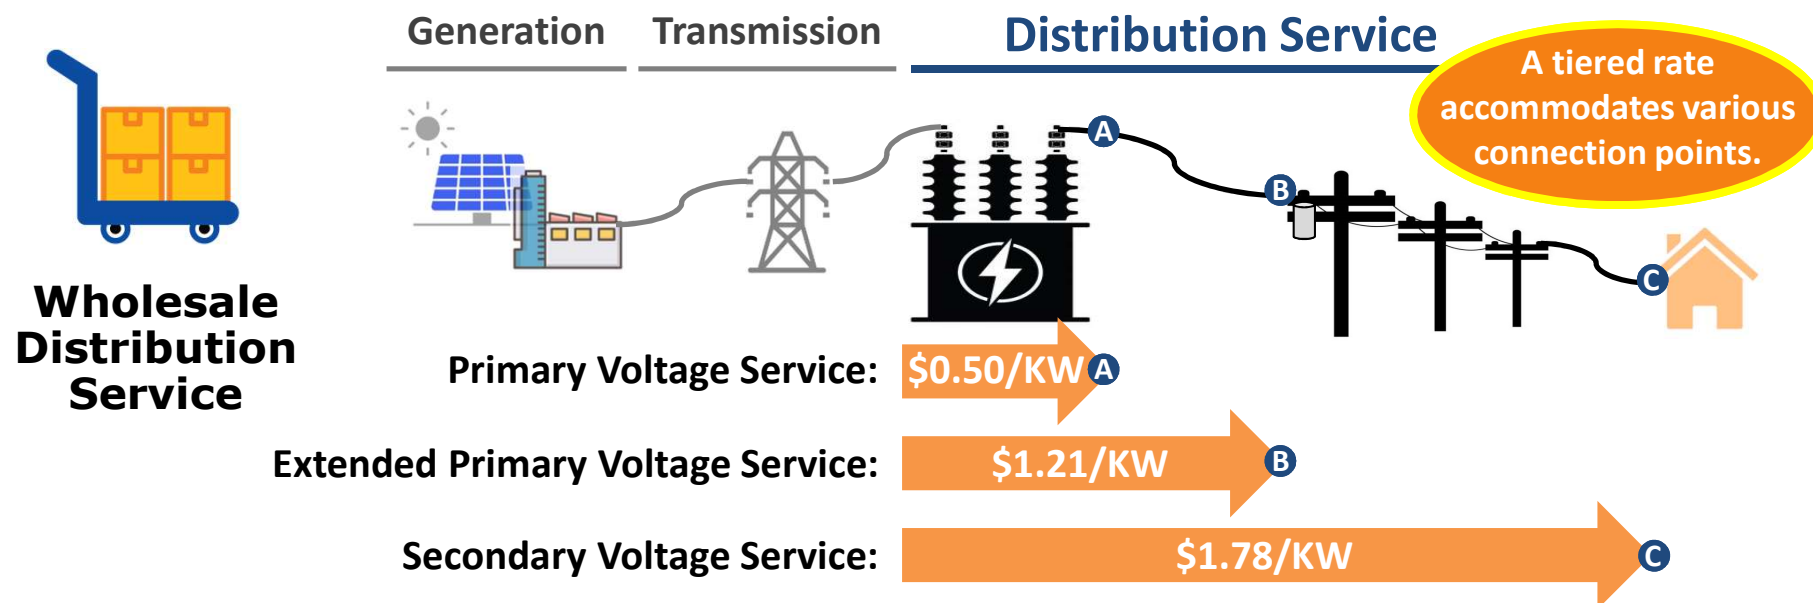 Generation
Transmission
Distribution Service
A tiered rate
accommodates various
connection points.
A
B
C
Wholesale
Distribution
Service
Primary Voltage Service: $0.50/KW A
Extended Primary Voltage Service: $1.21/KW B
Secondary Voltage Service: $1.78/KW C